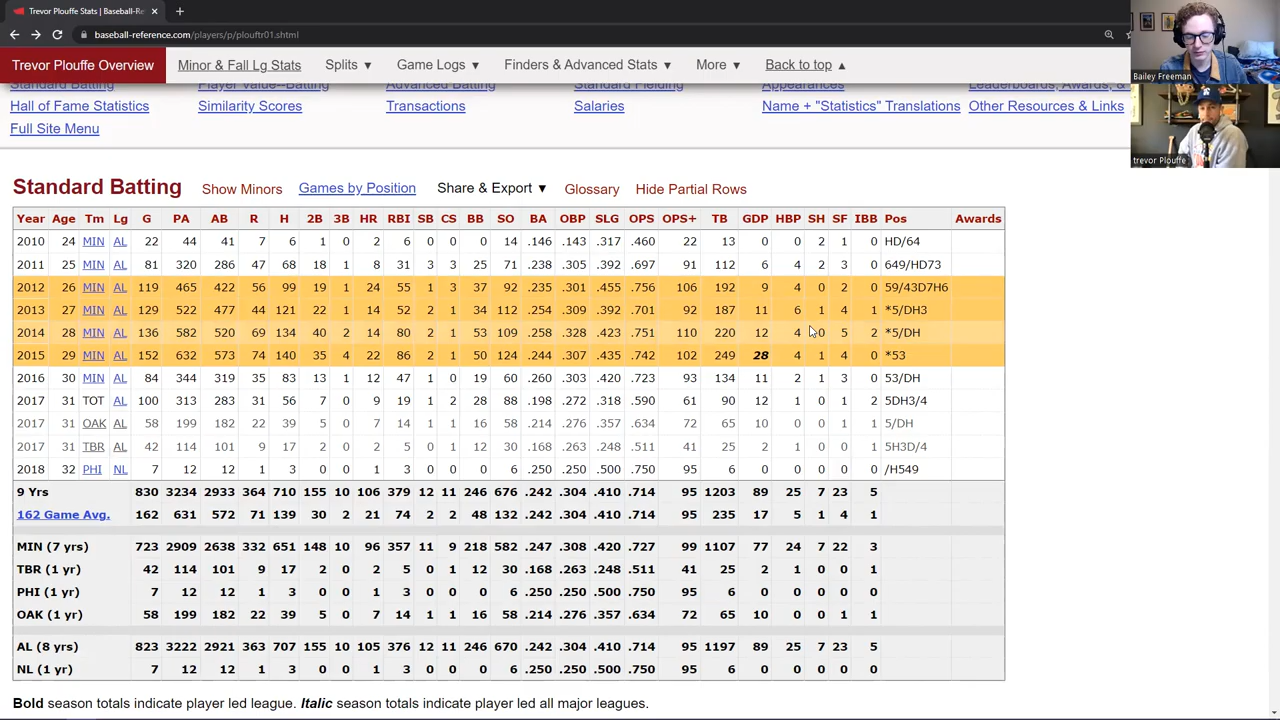 Trevor Plouffe Stats | Baseball-Re
baseball-reference.com/players/p/plouftr01.shtml
Trevor Plouffe Overview Minor & Fall Lg Stats Splits ▼ Game Logs ▼ Finders & Advanced Stats ▼ More ▼ Back to top ▲
Bailey Freeman
Standard Batting Player Value--Batting Advanced Batting Standard Fielding Appearances Leaderboards, Awards, &
Hall of Fame Statistics Similarity Scores Transactions Salaries Name + "Statistics" Translations Other Resources & Links
Full Site Menu
trevor Plouffe
Standard Batting Show Minors Games by Position Share & Export ▼ Glossary Hide Partial Rows
Year Age Tm Lg G PA AB R H 2B 3B HR RBI SB CS BB SO BA OBP SLG OPS OPS+ TB GDP HBP SH SF IBB Pos Awards
2010 24 MIN AL 22 44 41 7 6 1 0 2 6 0 0 0 14 .146 .143 .317 .460 22 13 0 0 2 1 0 HD/64
2011 25 MIN AL 81 320 286 47 68 18 1 8 31 3 3 25 71 .238 .305 .392 .697 91 112 6 4 2 3 0 649/HD73
2012 26 MIN AL 119 465 422 56 99 19 1 24 55 1 3 37 92 .235 .301 .455 .756 106 192 9 4 0 2 0 59/43D7H6
2013 27 MIN AL 129 522 477 44 121 22 1 14 52 2 1 34 112 .254 .309 .392 .701 92 187 11 6 1 4 1 *5/DH3
2014 28 MIN AL 136 582 520 69 134 40 2 14 80 2 1 53 109 .258 .328 .423 .751 110 220 12 4 0 5 2 *5/DH
2015 29 MIN AL 152 632 573 74 140 35 4 22 86 2 1 50 124 .244 .307 .435 .742 102 249 28 4 1 4 0 *53
2016 30 MIN AL 84 344 319 35 83 13 1 12 47 1 0 19 60 .260 .303 .420 .723 93 134 11 2 1 3 0 53/DH
2017 31 TOT AL 100 313 283 31 56 7 0 9 19 1 2 28 88 .198 .272 .318 .590 61 90 12 1 0 1 2 5DH3/4
2017 31 OAK AL 58 199 182 22 39 5 0 7 14 1 1 16 58 .214 .276 .357 .634 72 65 10 0 0 1 1 5/DH
2017 31 TBR AL 42 114 101 9 17 2 0 2 5 0 1 12 30 .168 .263 .248 .511 41 25 2 1 0 0 1 5H3D/4
2018 32 PHI NL 7 12 12 1 3 0 0 1 3 0 0 0 6 .250 .250 .500 .750 95 6 0 0 0 0 0 /H549
9 Yrs 830 3234 2933 364 710 155 10 106 379 12 11 246 676 .242 .304 .410 .714 95 1203 89 25 7 23 5
162 Game Avg. 162 631 572 71 139 30 2 21 74 2 2 48 132 .242 .304 .410 .714 95 235 17 5 1 4 1
MIN (7 yrs) 723 2909 2638 332 651 148 10 96 357 11 9 218 582 .247 .308 .420 .727 99 1107 77 24 7 22 3
TBR (1 yr) 42 114 101 9 17 2 0 2 5 0 1 12 30 .168 .263 .248 .511 41 25 2 1 0 0 1
PHI (1 yr) 7 12 12 1 3 0 0 1 3 0 0 0 6 .250 .250 .500 .750 95 6 0 0 0 0 0
OAK (1 yr) 58 199 182 22 39 5 0 7 14 1 1 16 58 .214 .276 .357 .634 72 65 10 0 0 1 1
AL (8 yrs) 823 3222 2921 363 707 155 10 105 376 12 11 246 670 .242 .304 .410 .714 95 1197 89 25 7 23 5
NL (1 yr) 7 12 12 1 3 0 0 1 3 0 0 0 6 .250 .250 .500 .750 95 6 0 0 0 0 0
Bold season totals indicate player led league. Italic season totals indicate player led all major leagues.